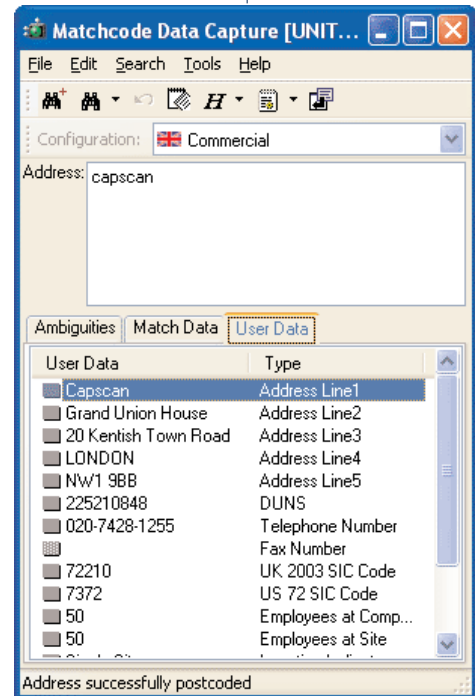 Matchcode Data Capture [UNIT...
File Edit Search Tools Help
H
Configuration: Commercial
Address: capscan
Ambiguities Match Data User Data
User Data Type
Capscan Address Line1
Grand Union House Address Line2
20 Kentish Town Road Address Line3
LONDON Address Line4
NW1 9BB Address Line5
225210848 DUNS
020-7428-1255 Telephone Number
Fax Number
72210 UK 2003 SIC Code
7372 US 72 SIC Code
50 Employees at Comp...
50 Employees at Site
Address successfully postcoded